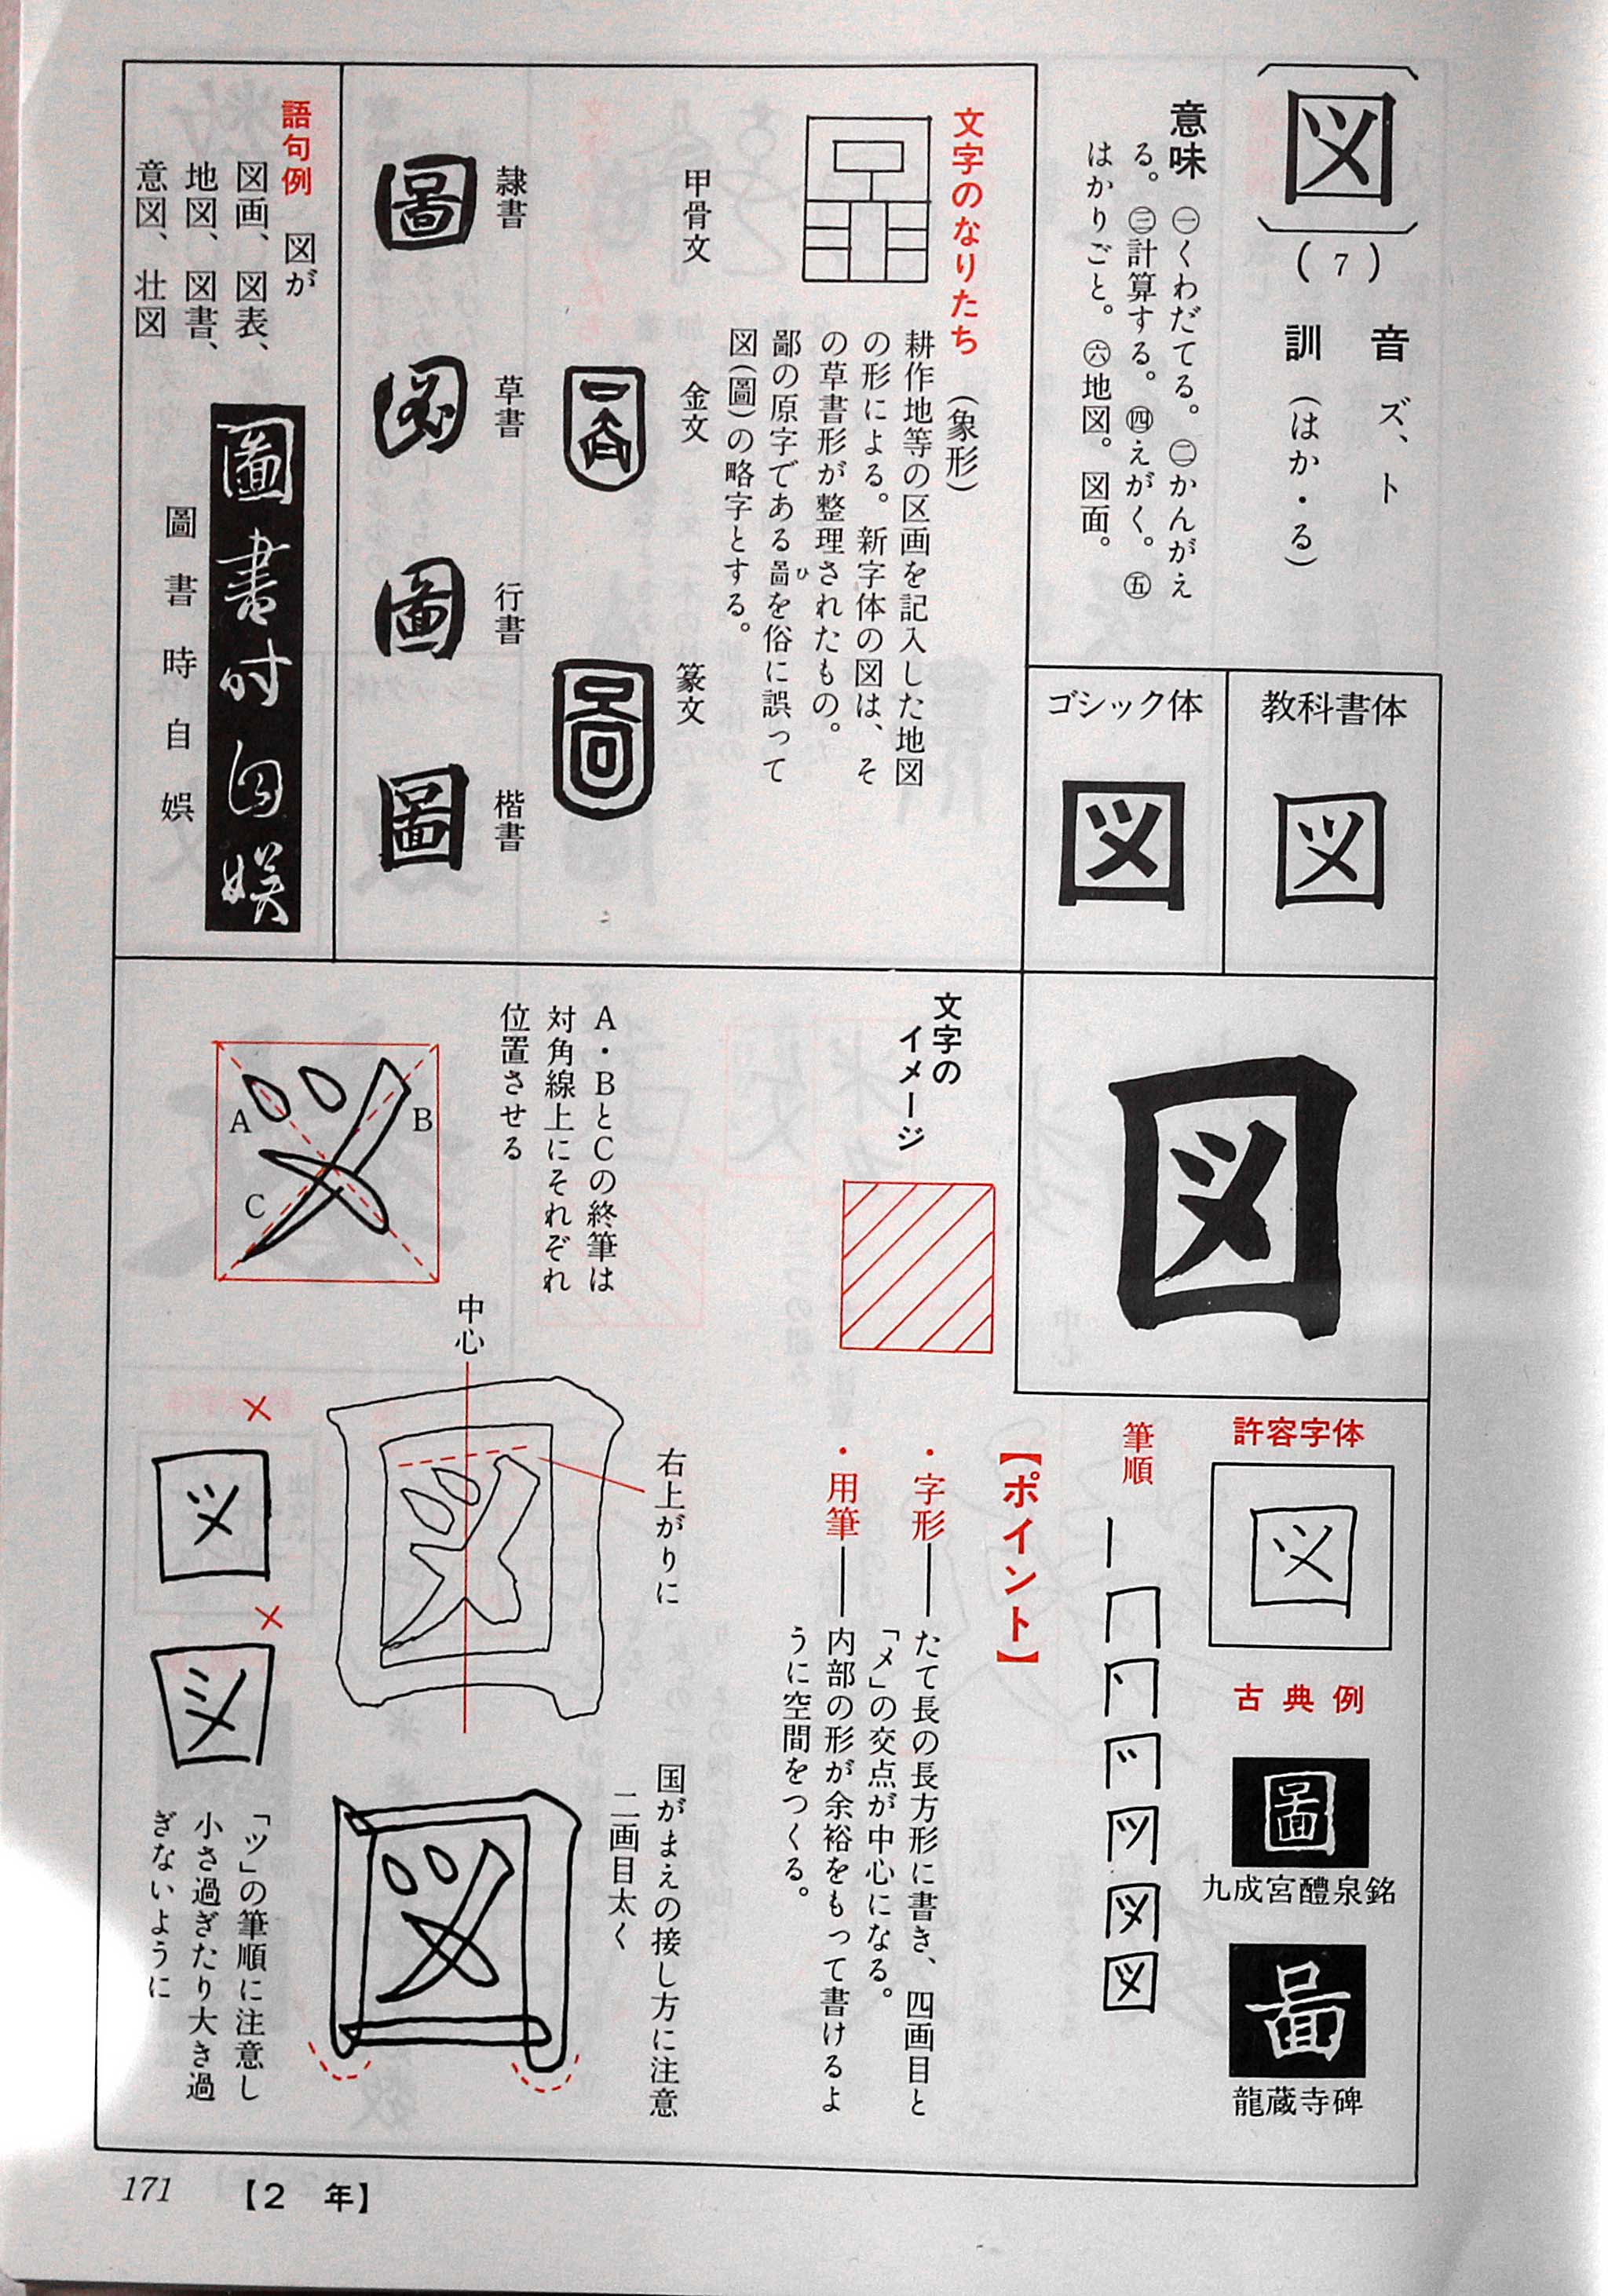 図
(7)
音 ズ、ト
訓 (はか・る)
意味 ㊀くわだてる。㊁かんがえ
る。㊂計算する。㊃えがく。㊄
はかりごと。㊅地図。図面。
教科書体
図
ゴシック体
図
図
文字のなりたち (象形)
耕作地等の区画を記入した地図
の形による。新字体の図は、そ
の草書形が整理されたもの。
鄙の原字である啚を俗に誤って
ひ
図(圖)の略字とする。
甲骨文
金文
篆文
隷書
圖
草書
行書
圖
楷書
圖
語句例 図が
図画、図表、
地図、図書、
意図、壮図
圖書時自娯
圖書時自娯
許容字体
図
古典例
圖
九成宮醴泉銘
啚
龍蔵寺碑
筆順
図
【ポイント】
・字形――たて長の長方形に書き、四画目と
「メ」の交点が中心になる。
・用筆――内部の形が余裕をもって書けるよ
うに空間をつくる。
文字の
イメージ
A・BとCの終筆は
対角線上にそれぞれ
位置させる
A
B
C
中心
右上がりに
国がまえの接し方に注意
二画目太く
×
×
「ツ」の筆順に注意し
小さ過ぎたり大き過
ぎないように
171 【2 年】